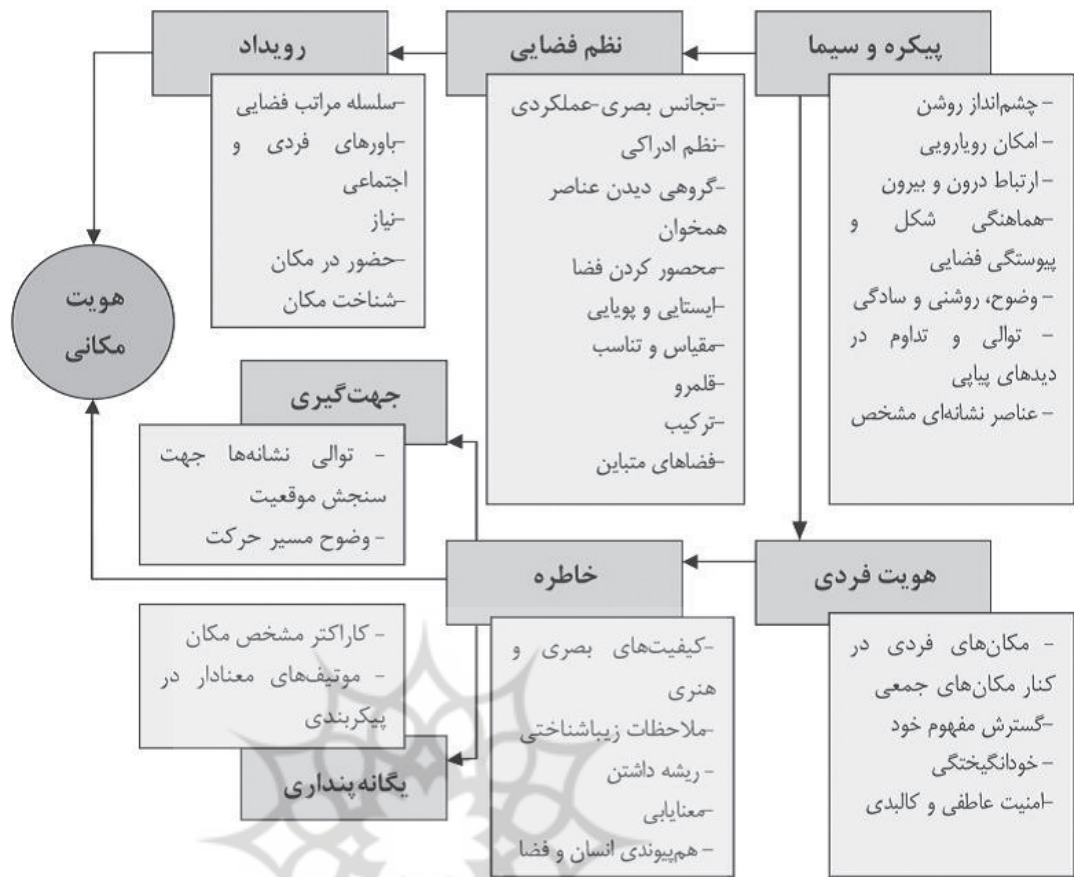 پیکره و سیما
- چشم‌انداز روشن
- امکان رویارویی
- ارتباط درون و بیرون
-هماهنگی شکل و
پیوستگی فضایی
-وضوح، روشنی و سادگی
- توالی و تداوم در
دیدهای پیاپی
- عناصر نشانه‌ای مشخص
نظم فضایی
-تجانس بصری-عملکردی
-نظم ادراکی
-گروهی دیدن عناصر
همخوان
-محصور کردن فضا
-ایستایی و پویایی
-مقیاس و تناسب
-قلمرو
-ترکیب
-فضاهای متباین
رویداد
-سلسله مراتب فضایی
-باورهای فردی و
اجتماعی
-نیاز
-حضور در مکان
-شناخت مکان
هویت
مکانی
جهت‌گیری
- توالی نشانه‌ها جهت
سنجش موقعیت
- وضوح مسیر حرکت
هویت فردی
- مکان‌های فردی در
کنار مکان‌های جمعی
-گسترش مفهوم خود
-خودانگیختگی
-امنیت عاطفی و کالبدی
خاطره
-کیفیت‌های بصری و
هنری
-ملاحظات زیباشناختی
- ریشه داشتن
-معنایابی
- هم‌پیوندی انسان و فضا
- کاراکتر مشخص مکان
- موتیف‌های معنادار در
پیکربندی
یگانه‌پنداری